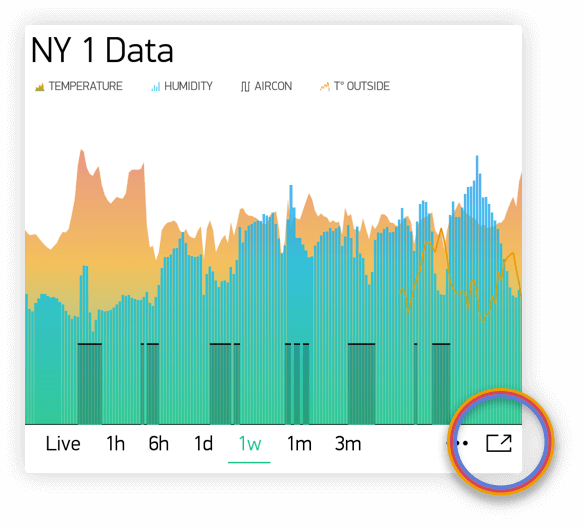 NY 1 Data
TEMPERATURE HUMIDITY AIRCON T° OUTSIDE
Live 1h 6h 1d 1w 1m 3m